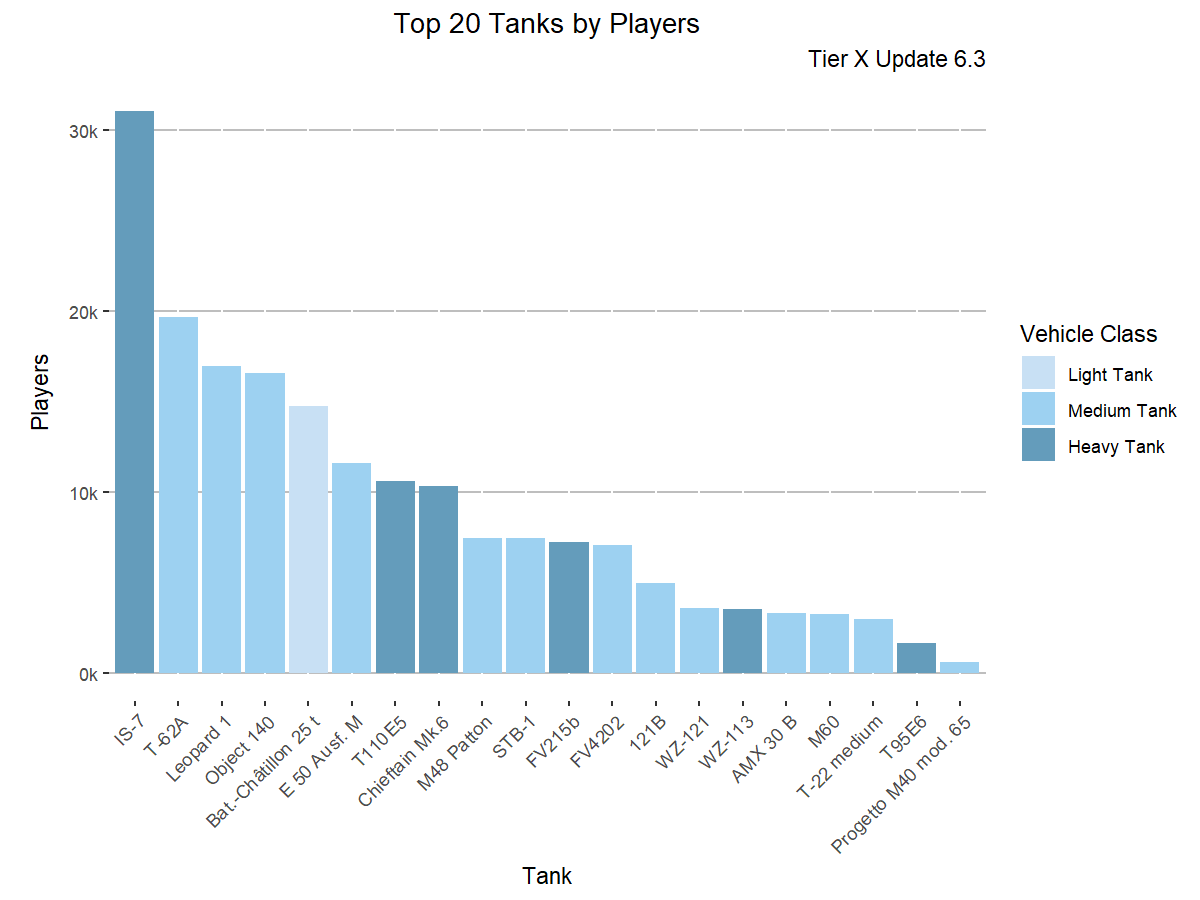 Top 20 Tanks by Players
Tier X Update 6.3
Players
30k
20k
10k
0k
IS-7
T-62A
Leopard 1
Object 140
Bat.-Châtillon 25 t
E 50 Ausf. M
T110E5
Chieftain Mk.6
M48 Patton
STB-1
FV215b
FV4202
121B
WZ-121
WZ-113
AMX 30 B
M60
T-22 medium
T95E6
Progetto M40 mod. 65
Tank
Vehicle Class
Light Tank
Medium Tank
Heavy Tank